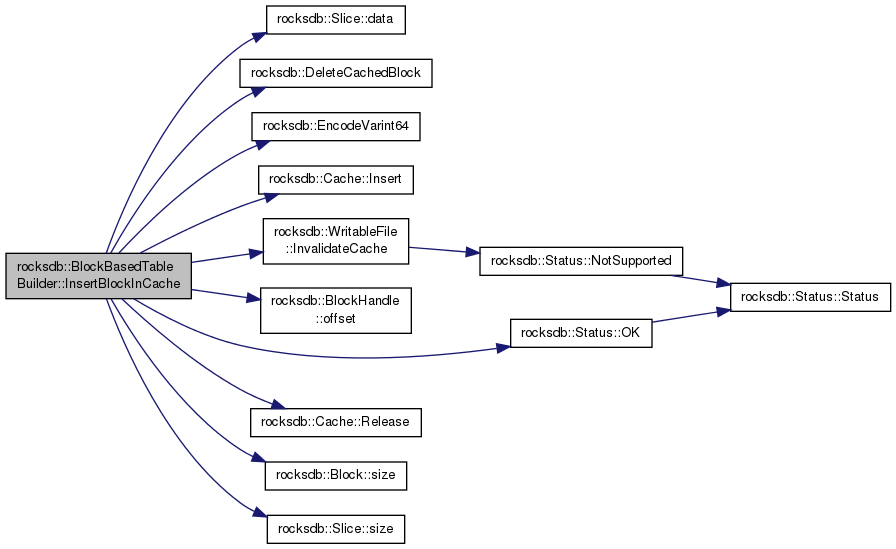 rocksdb::Slice::data
rocksdb::DeleteCachedBlock
rocksdb::EncodeVarint64
rocksdb::Cache::Insert
rocksdb::WritableFile
::InvalidateCache
rocksdb::Status::NotSupported
rocksdb::BlockBasedTable
Builder::InsertBlockInCache
rocksdb::BlockHandle
::offset
rocksdb::Status::Status
rocksdb::Status::OK
rocksdb::Cache::Release
rocksdb::Block::size
rocksdb::Slice::size